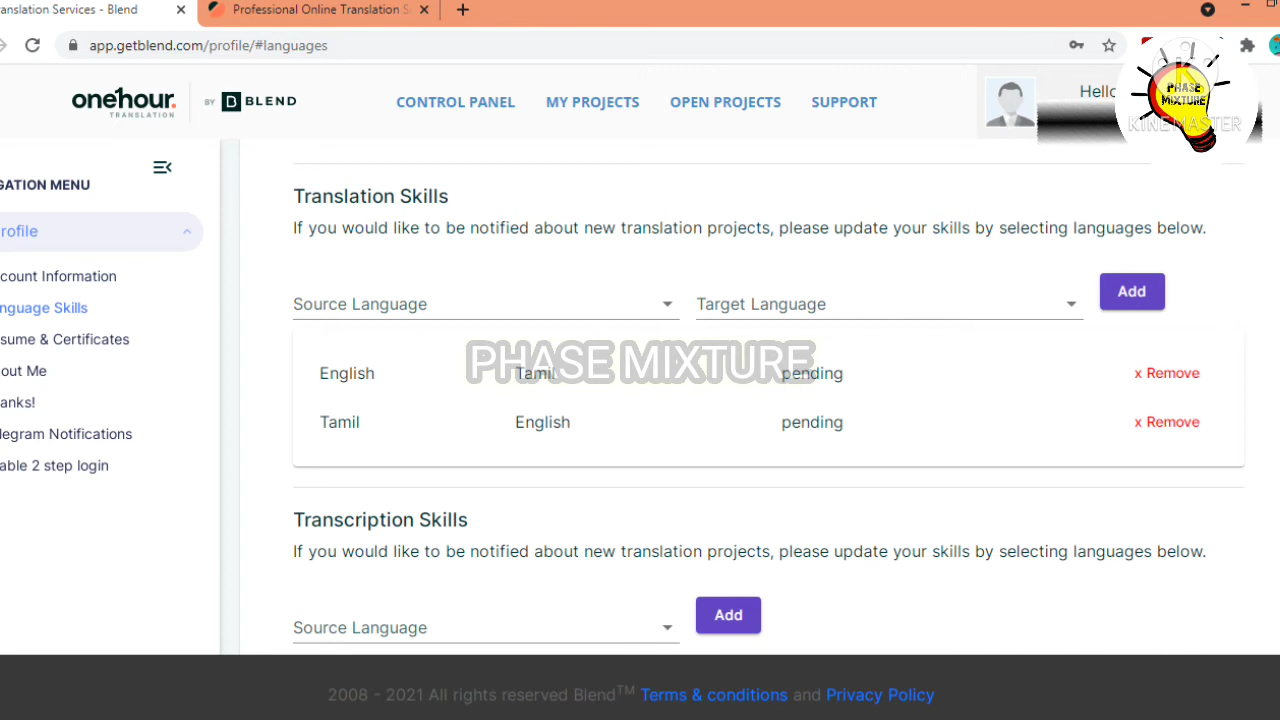 anslation Services - Blend
Professional Online Translation S
app.getblend.com/profile/#languages
onehour.
TRANSLATION
BY BLEND
CONTROL PANEL MY PROJECTS OPEN PROJECTS SUPPORT
Hello
PHASE
MIXTURE
KINEMASTER
GATION MENU
rofile
count Information
nguage Skills
sume & Certificates
out Me
anks!
legram Notifications
able 2 step login
Translation Skills
If you would like to be notified about new translation projects, please update your skills by selecting languages below.
Source Language Target Language Add
PHASE MIXTURE
English Tamil pending x Remove
Tamil English pending x Remove
Transcription Skills
If you would like to be notified about new translation projects, please update your skills by selecting languages below.
Source Language Add
2008 - 2021 All rights reserved Blend™ Terms & conditions and Privacy Policy